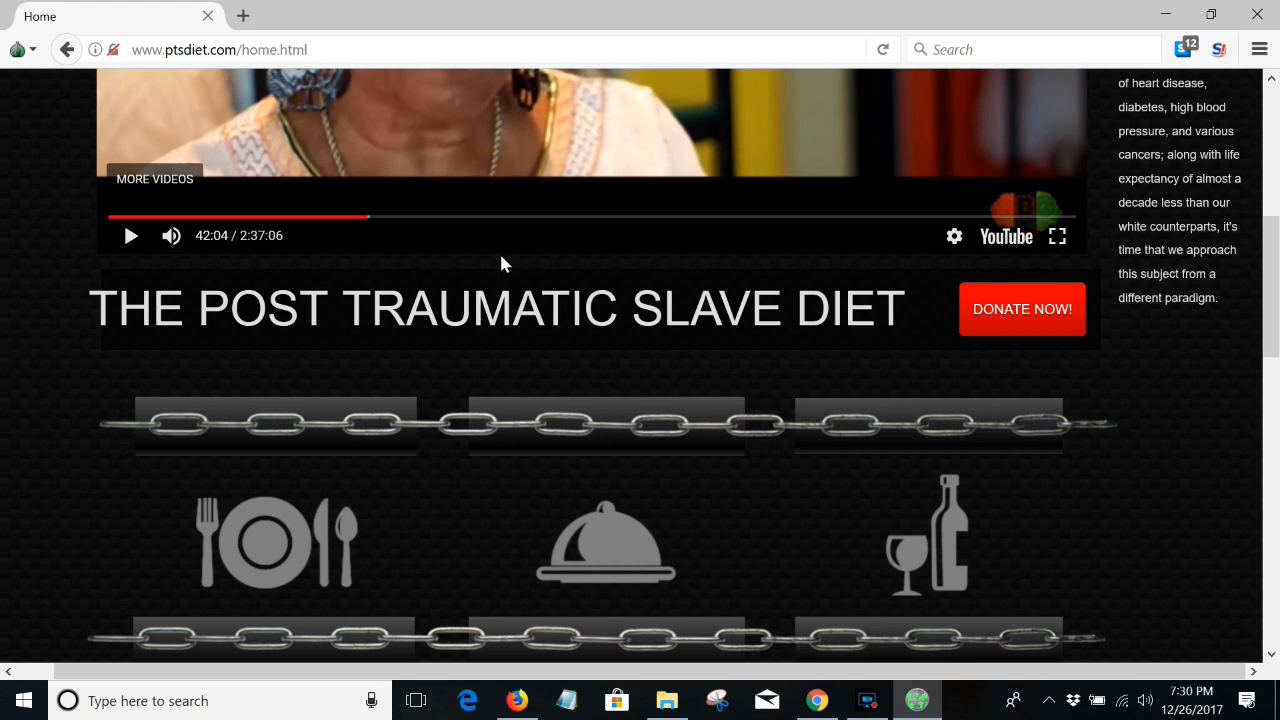 Home
www.ptsdiet.com/home.html
Search
12
of heart disease,
diabetes, high blood
pressure, and various
cancers; along with life
expectancy of almost a
decade less than our
white counterparts, it's
time that we approach
this subject from a
different paradigm.
MORE VIDEOS
42:04 / 2:37:06
YouTube
THE POST TRAUMATIC SLAVE DIET
DONATE NOW!
Type here to search
7:30 PM
12/26/2017